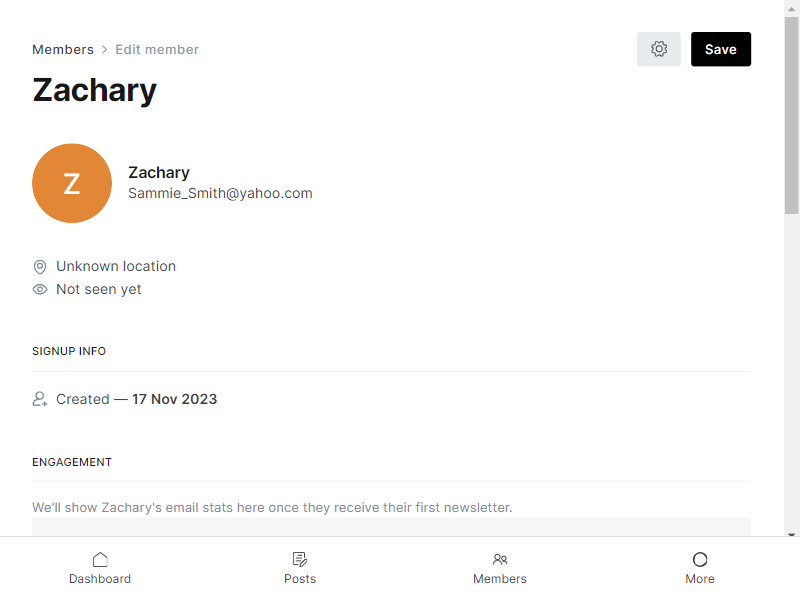 Members > Edit member
Save
Zachary
Z
Zachary
Sammie_Smith@yahoo.com
Unknown location
Not seen yet
SIGNUP INFO
Created — 17 Nov 2023
ENGAGEMENT
We'll show Zachary's email stats here once they receive their first newsletter.
Dashboard
Posts
Members
More